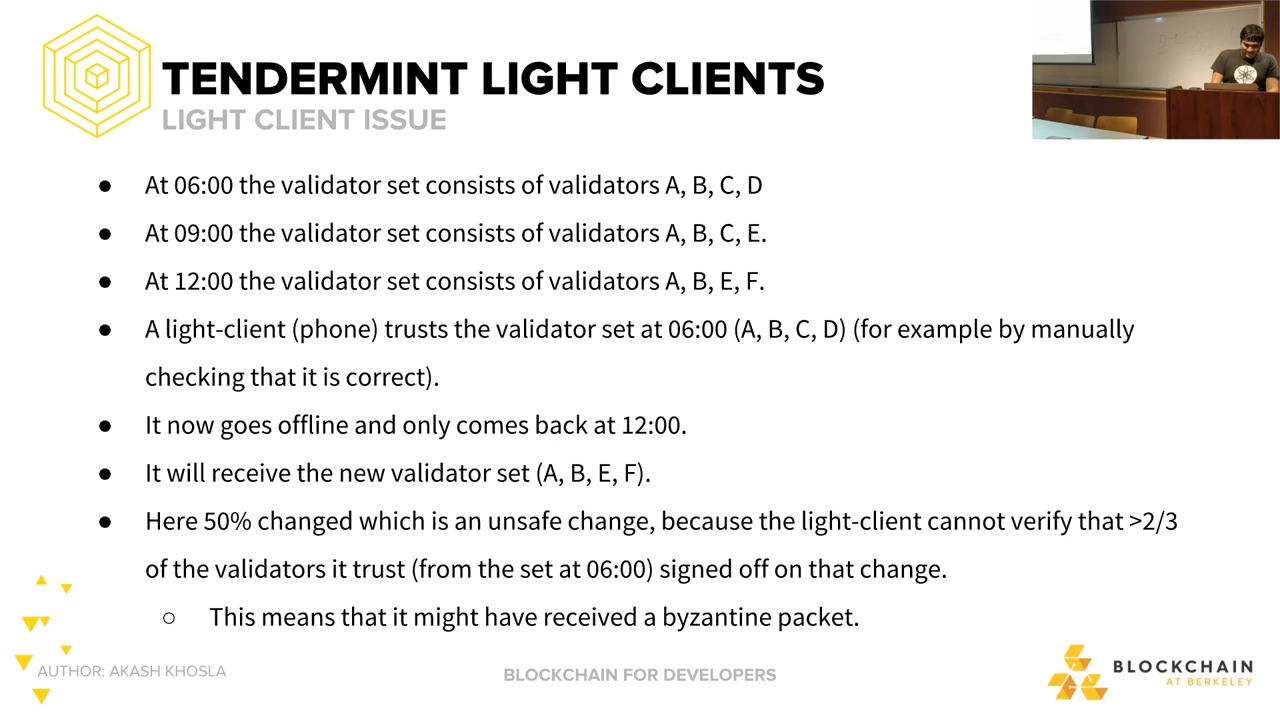 TENDERMINT LIGHT CLIENTS
LIGHT CLIENT ISSUE
● At 06:00 the validator set consists of validators A, B, C, D
● At 09:00 the validator set consists of validators A, B, C, E.
● At 12:00 the validator set consists of validators A, B, E, F.
● A light-client (phone) trusts the validator set at 06:00 (A, B, C, D) (for example by manually
checking that it is correct).
● It now goes offline and only comes back at 12:00.
● It will receive the new validator set (A, B, E, F).
● Here 50% changed which is an unsafe change, because the light-client cannot verify that >2/3
of the validators it trust (from the set at 06:00) signed off on that change.
○ This means that it might have received a byzantine packet.
AUTHOR: AKASH KHOSLA
BLOCKCHAIN FOR DEVELOPERS
BLOCKCHAIN
AT BERKELEY